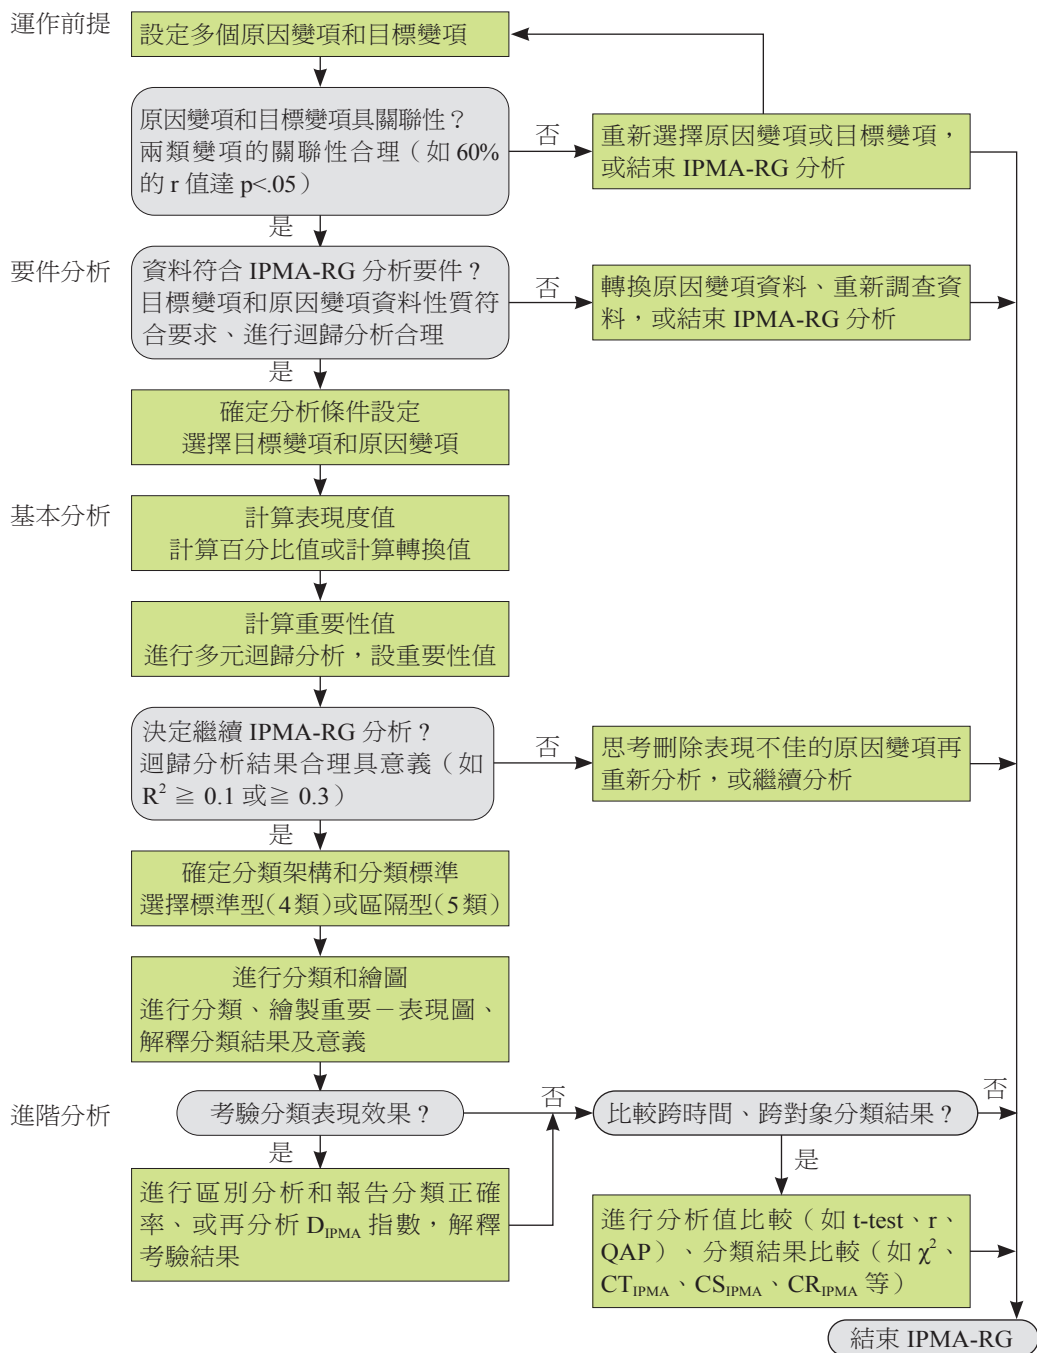 運作前提
設定多個原因變項和目標變項
原因變項和目標變項具關聯性？
兩類變項的關聯性合理（如 60%
的 r 值達 p<.05）
否
重新選擇原因變項或目標變項，
或結束 IPMA-RG 分析
是
要件分析
資料符合 IPMA-RG 分析要件？
目標變項和原因變項資料性質符
合要求、進行迴歸分析合理
否
轉換原因變項資料、重新調查資
料，或結束 IPMA-RG 分析
是
確定分析條件設定
選擇目標變項和原因變項
基本分析
計算表現度值
計算百分比值或計算轉換值
計算重要性值
進行多元迴歸分析，設重要性值
決定繼續 IPMA-RG 分析？
迴歸分析結果合理具意義（如
R² ≧ 0.1 或≧ 0.3）
否
思考刪除表現不佳的原因變項再
重新分析，或繼續分析
是
確定分類架構和分類標準
選擇標準型(4類)或區隔型(5類)
進行分類和繪圖
進行分類、繪製重要－表現圖、
解釋分類結果及意義
進階分析
考驗分類表現效果？
否
比較跨時間、跨對象分類結果？
否
是
進行區別分析和報告分類正確
率、或再分析 D_IPMA 指數，解釋
考驗結果
是
進行分析值比較（如 t-test、r、
QAP）、分類結果比較（如 χ²、
CT_IPMA、CS_IPMA、CR_IPMA 等）
結束 IPMA-RG